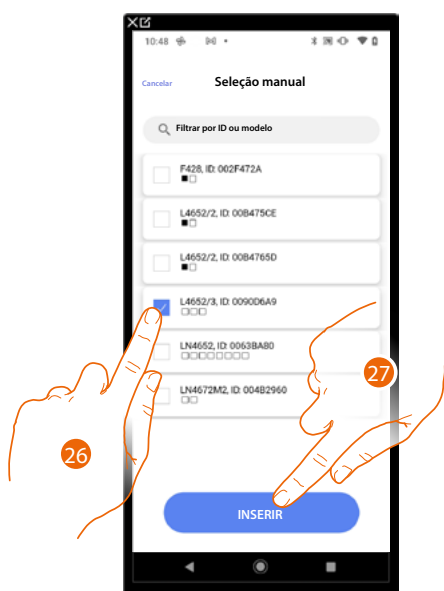 10:48
Cancelar
Seleção manual
Filtrar por ID ou modelo
F428, ID: 002F472A
L4652/2, ID: 00B475CE
L4652/2, ID: 00B4765D
L4652/3, ID: 0090D6A9
LN4652, ID: 0063BA80
LN4672M2, ID: 004B2960
27
26
INSERIR